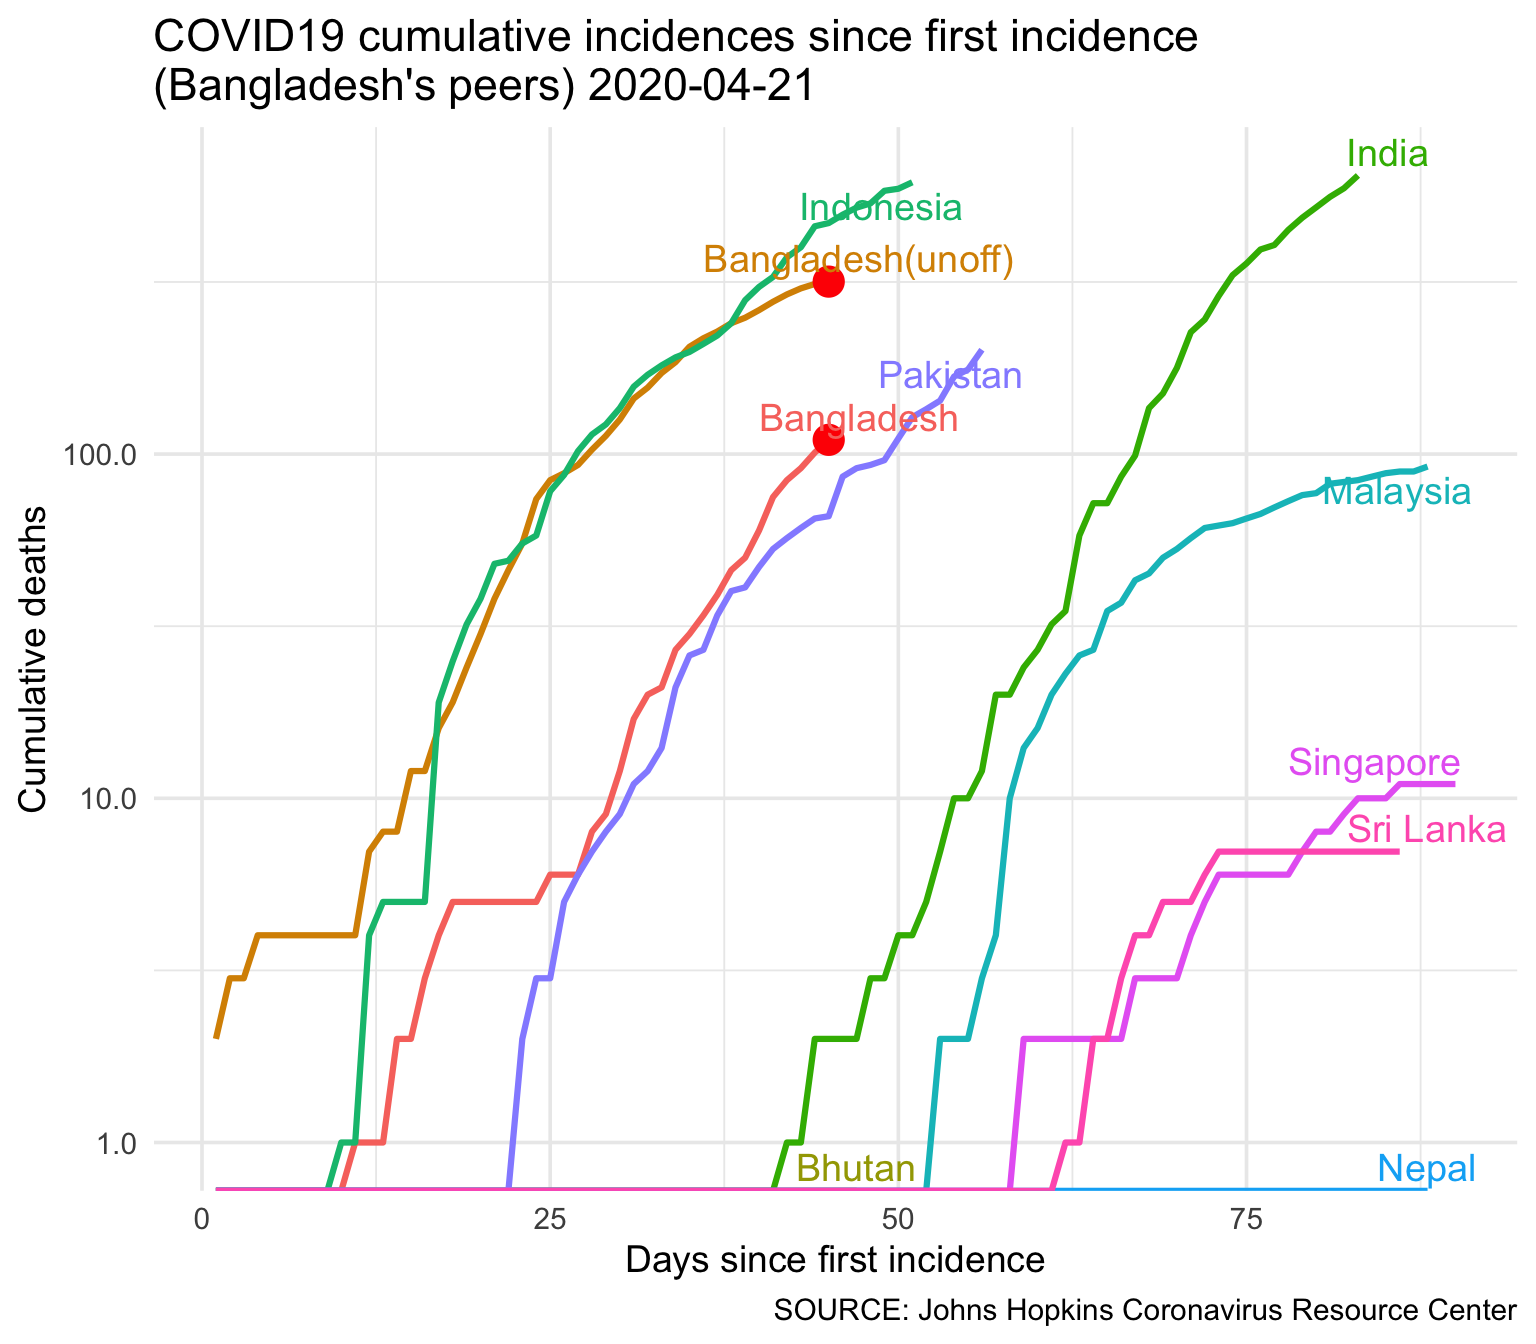 COVID19 cumulative incidences since first incidence
(Bangladesh's peers) 2020-04-21
India
Indonesia
Bangladesh(unoff)
Pakistan
Bangladesh
100.0
Malaysia
Cumulative deaths
Singapore
10.0
Sri Lanka
1.0
Bhutan
Nepal
0
25
50
75
Days since first incidence
SOURCE: Johns Hopkins Coronavirus Resource Center